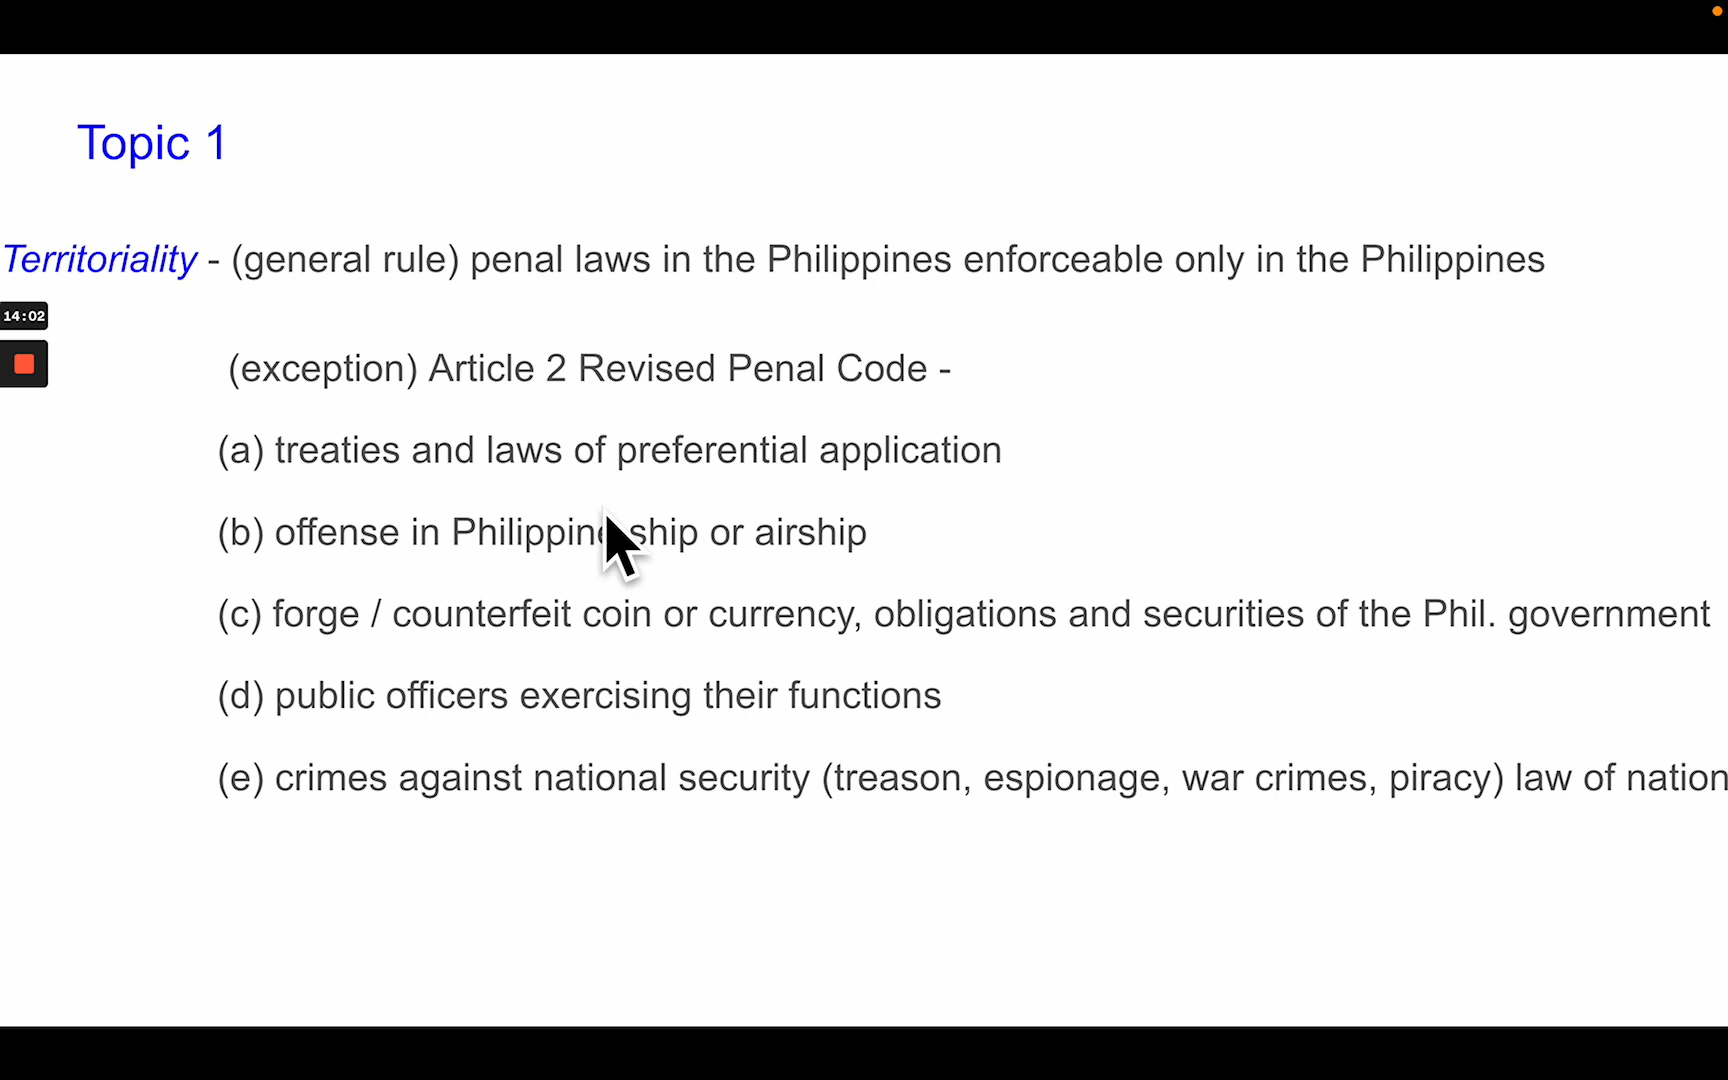 Topic 1
Territoriality - (general rule) penal laws in the Philippines enforceable only in the Philippines
14:02
(exception) Article 2 Revised Penal Code -
(a) treaties and laws of preferential application
(b) offense in Philippine ship or airship
(c) forge / counterfeit coin or currency, obligations and securities of the Phil. government
(d) public officers exercising their functions
(e) crimes against national security (treason, espionage, war crimes, piracy) law of nation